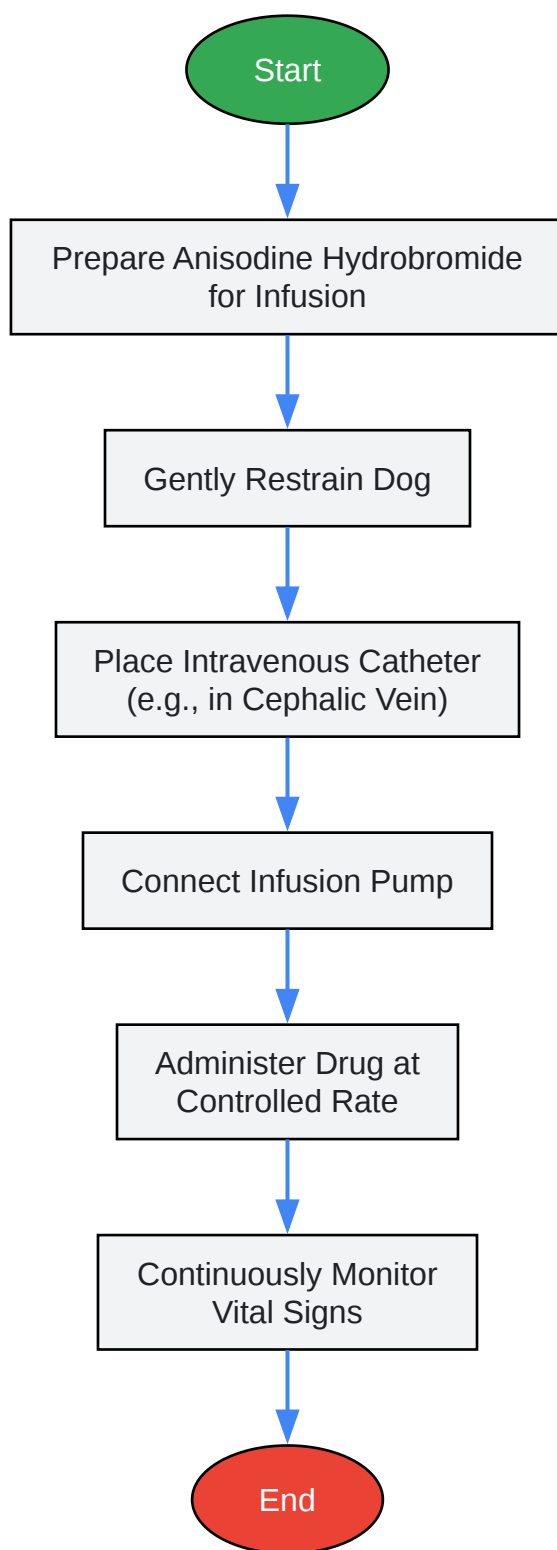 Start
Prepare Anisodine Hydrobromide
for Infusion
Gently Restrain Dog
Place Intravenous Catheter
(e.g., in Cephalic Vein)
Connect Infusion Pump
Administer Drug at
Controlled Rate
Continuously Monitor
Vital Signs
End